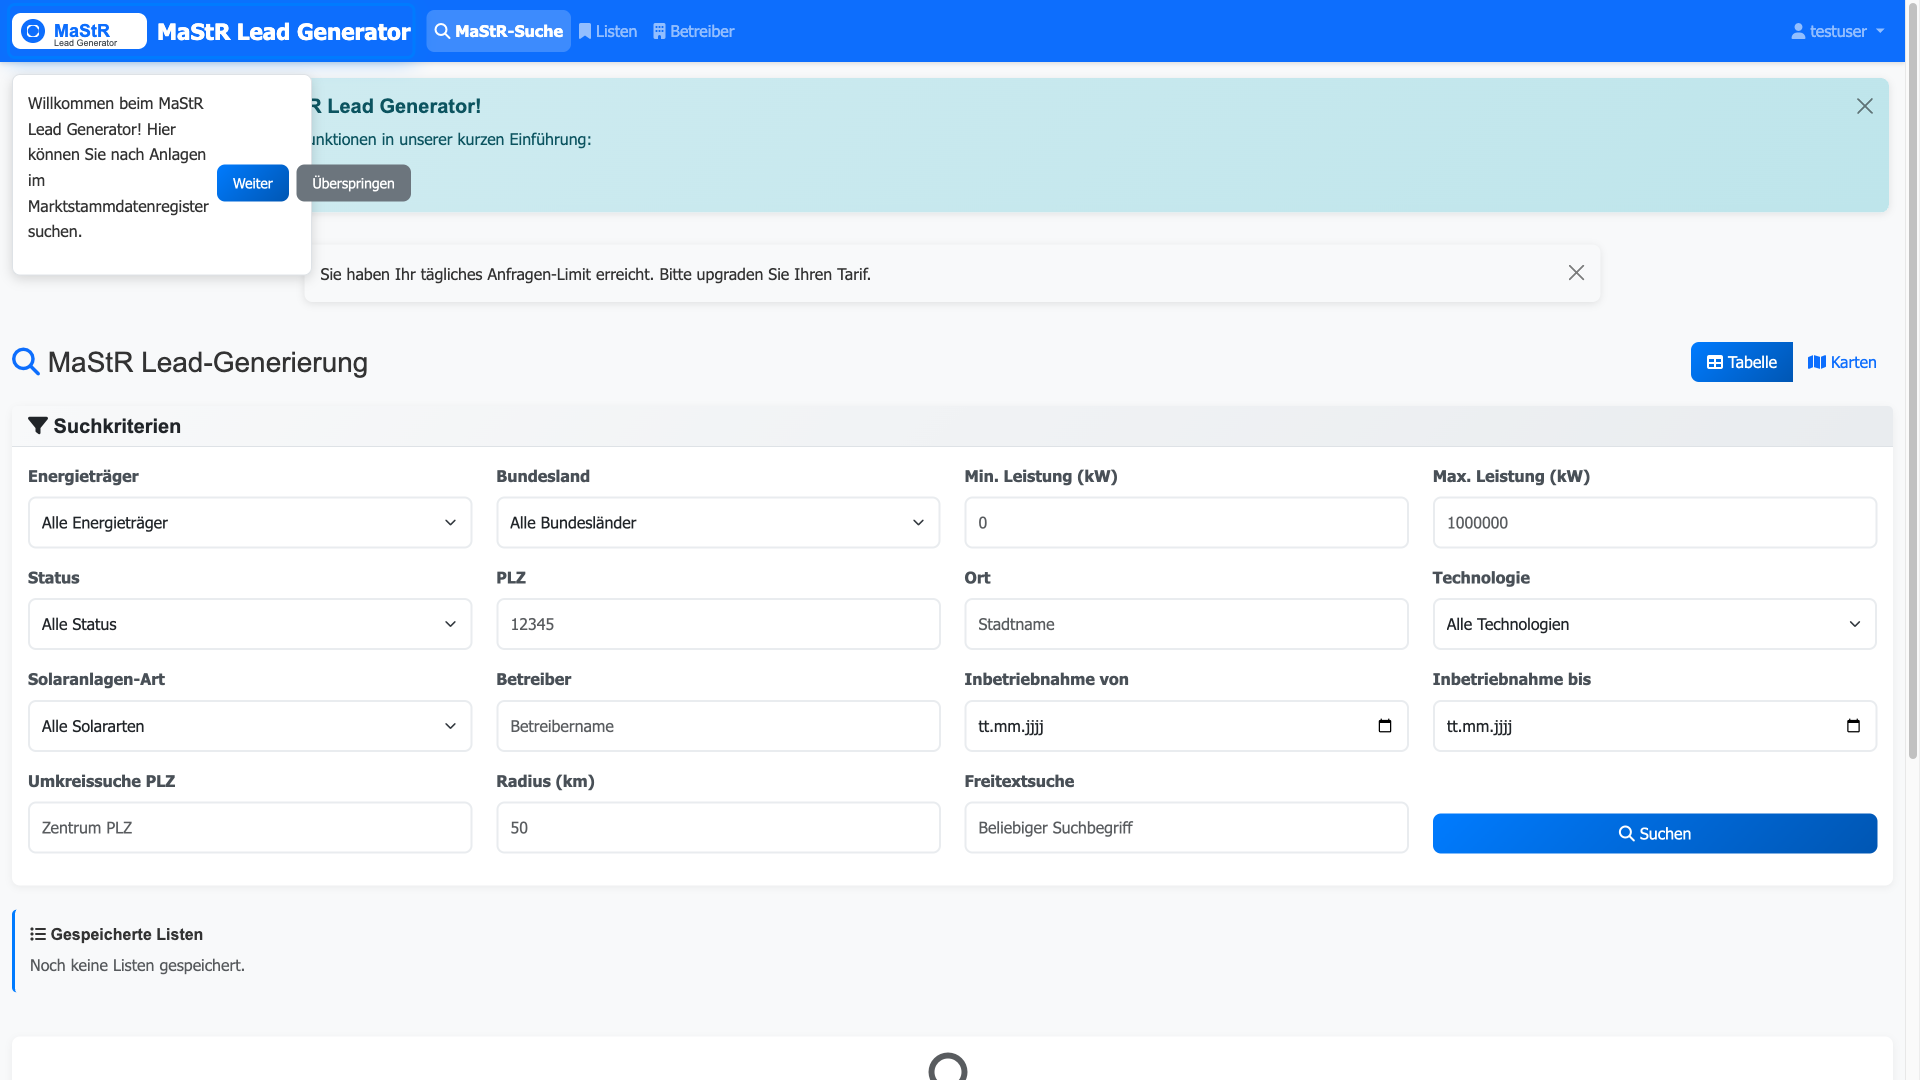 MaStR
Lead Generator
MaStR Lead Generator
MaStR-Suche
Listen
Betreiber
testuser
Willkommen beim MaStR
Lead Generator! Hier
können Sie nach Anlagen
im
Marktstammdatenregister
suchen.
Weiter
Überspringen
R Lead Generator!
unktionen in unserer kurzen Einführung:
Sie haben Ihr tägliches Anfragen-Limit erreicht. Bitte upgraden Sie Ihren Tarif.
MaStR Lead-Generierung
Tabelle
Karten
Suchkriterien
Energieträger
Bundesland
Min. Leistung (kW)
Max. Leistung (kW)
Alle Energieträger
Alle Bundesländer
0
1000000
Status
PLZ
Ort
Technologie
Alle Status
12345
Stadtname
Alle Technologien
Solaranlagen-Art
Betreiber
Inbetriebnahme von
Inbetriebnahme bis
Alle Solararten
Betreibername
tt.mm.jjjj
tt.mm.jjjj
Umkreissuche PLZ
Radius (km)
Freitextsuche
Zentrum PLZ
50
Beliebiger Suchbegriff
Suchen
Gespeicherte Listen
Noch keine Listen gespeichert.